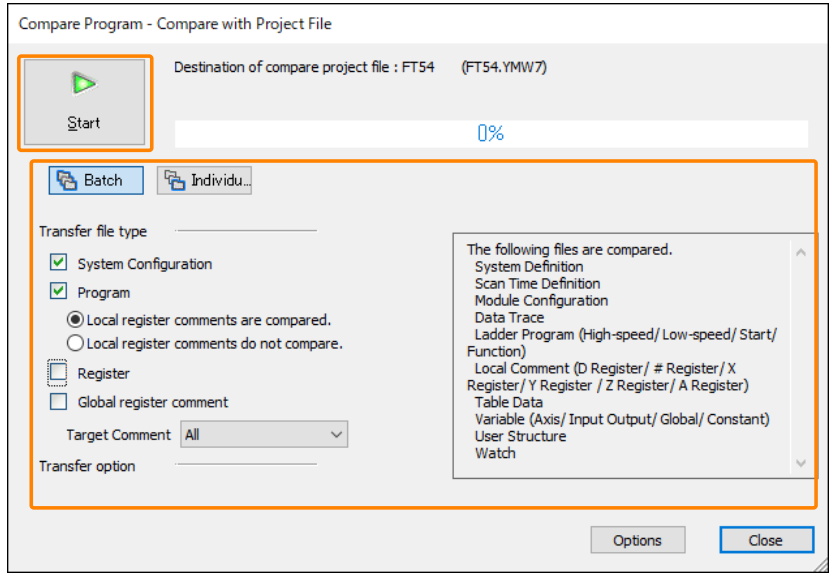 Compare Program - Compare with Project File
Destination of compare project file : FT54 (FT54.YMW7)
Start
0%
Batch
Individu...
Transfer file type
System Configuration
Program
Local register comments are compared.
Local register comments do not compare.
Register
Global register comment
Target Comment All
Transfer option
The following files are compared.
System Definition
Scan Time Definition
Module Configuration
Data Trace
Ladder Program (High-speed/ Low-speed/ Start/
Function)
Local Comment (D Register/ # Register/ X
Register/ Y Register / Z Register/ A Register)
Table Data
Variable (Axis/ Input Output/ Global/ Constant)
User Structure
Watch
Options
Close